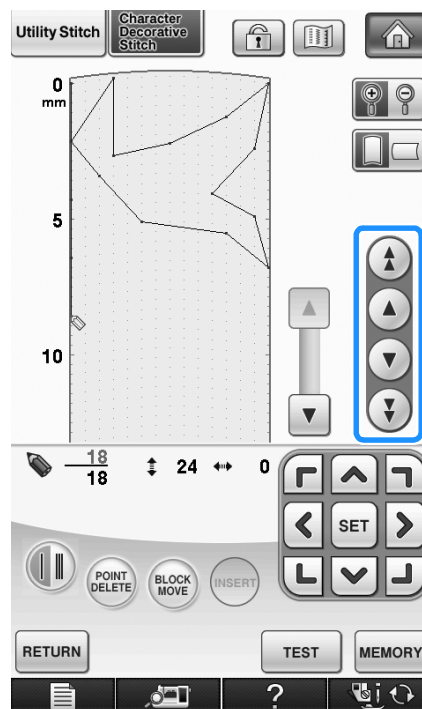 Utility Stitch
Character
Decorative
Stitch
0
mm
5
10
18
18
24
0
SET
POINT
DELETE
BLOCK
MOVE
INSERT
RETURN
TEST
MEMORY
?